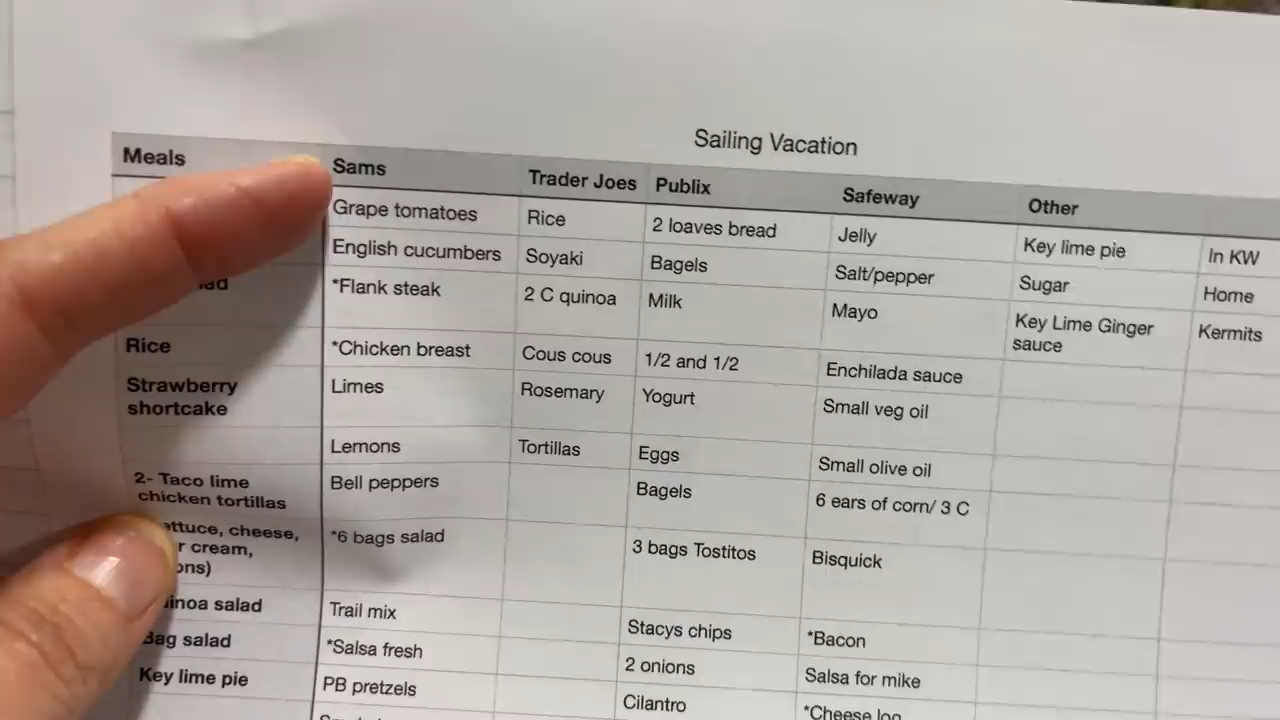 Sailing Vacation
Meals Sams Trader Joes Publix Safeway Other
Grape tomatoes Rice 2 loaves bread Jelly Key lime pie In KW
English cucumbers Soyaki Bagels Salt/pepper Sugar Home
*Flank steak 2 C quinoa Milk Mayo Key Lime Ginger sauce Kermits
Rice *Chicken breast Cous cous 1/2 and 1/2 Enchilada sauce
Strawberry shortcake Limes Rosemary Yogurt Small veg oil
Lemons Tortillas Eggs Small olive oil
2- Taco lime chicken tortillas Bell peppers Bagels 6 ears of corn/ 3 C
cheese, cream, *6 bags salad 3 bags Tostitos Bisquick
salad Trail mix Stacys chips *Bacon
Bag salad *Salsa fresh 2 onions Salsa for mike
Key lime pie PB pretzels Cilantro *Cheese log